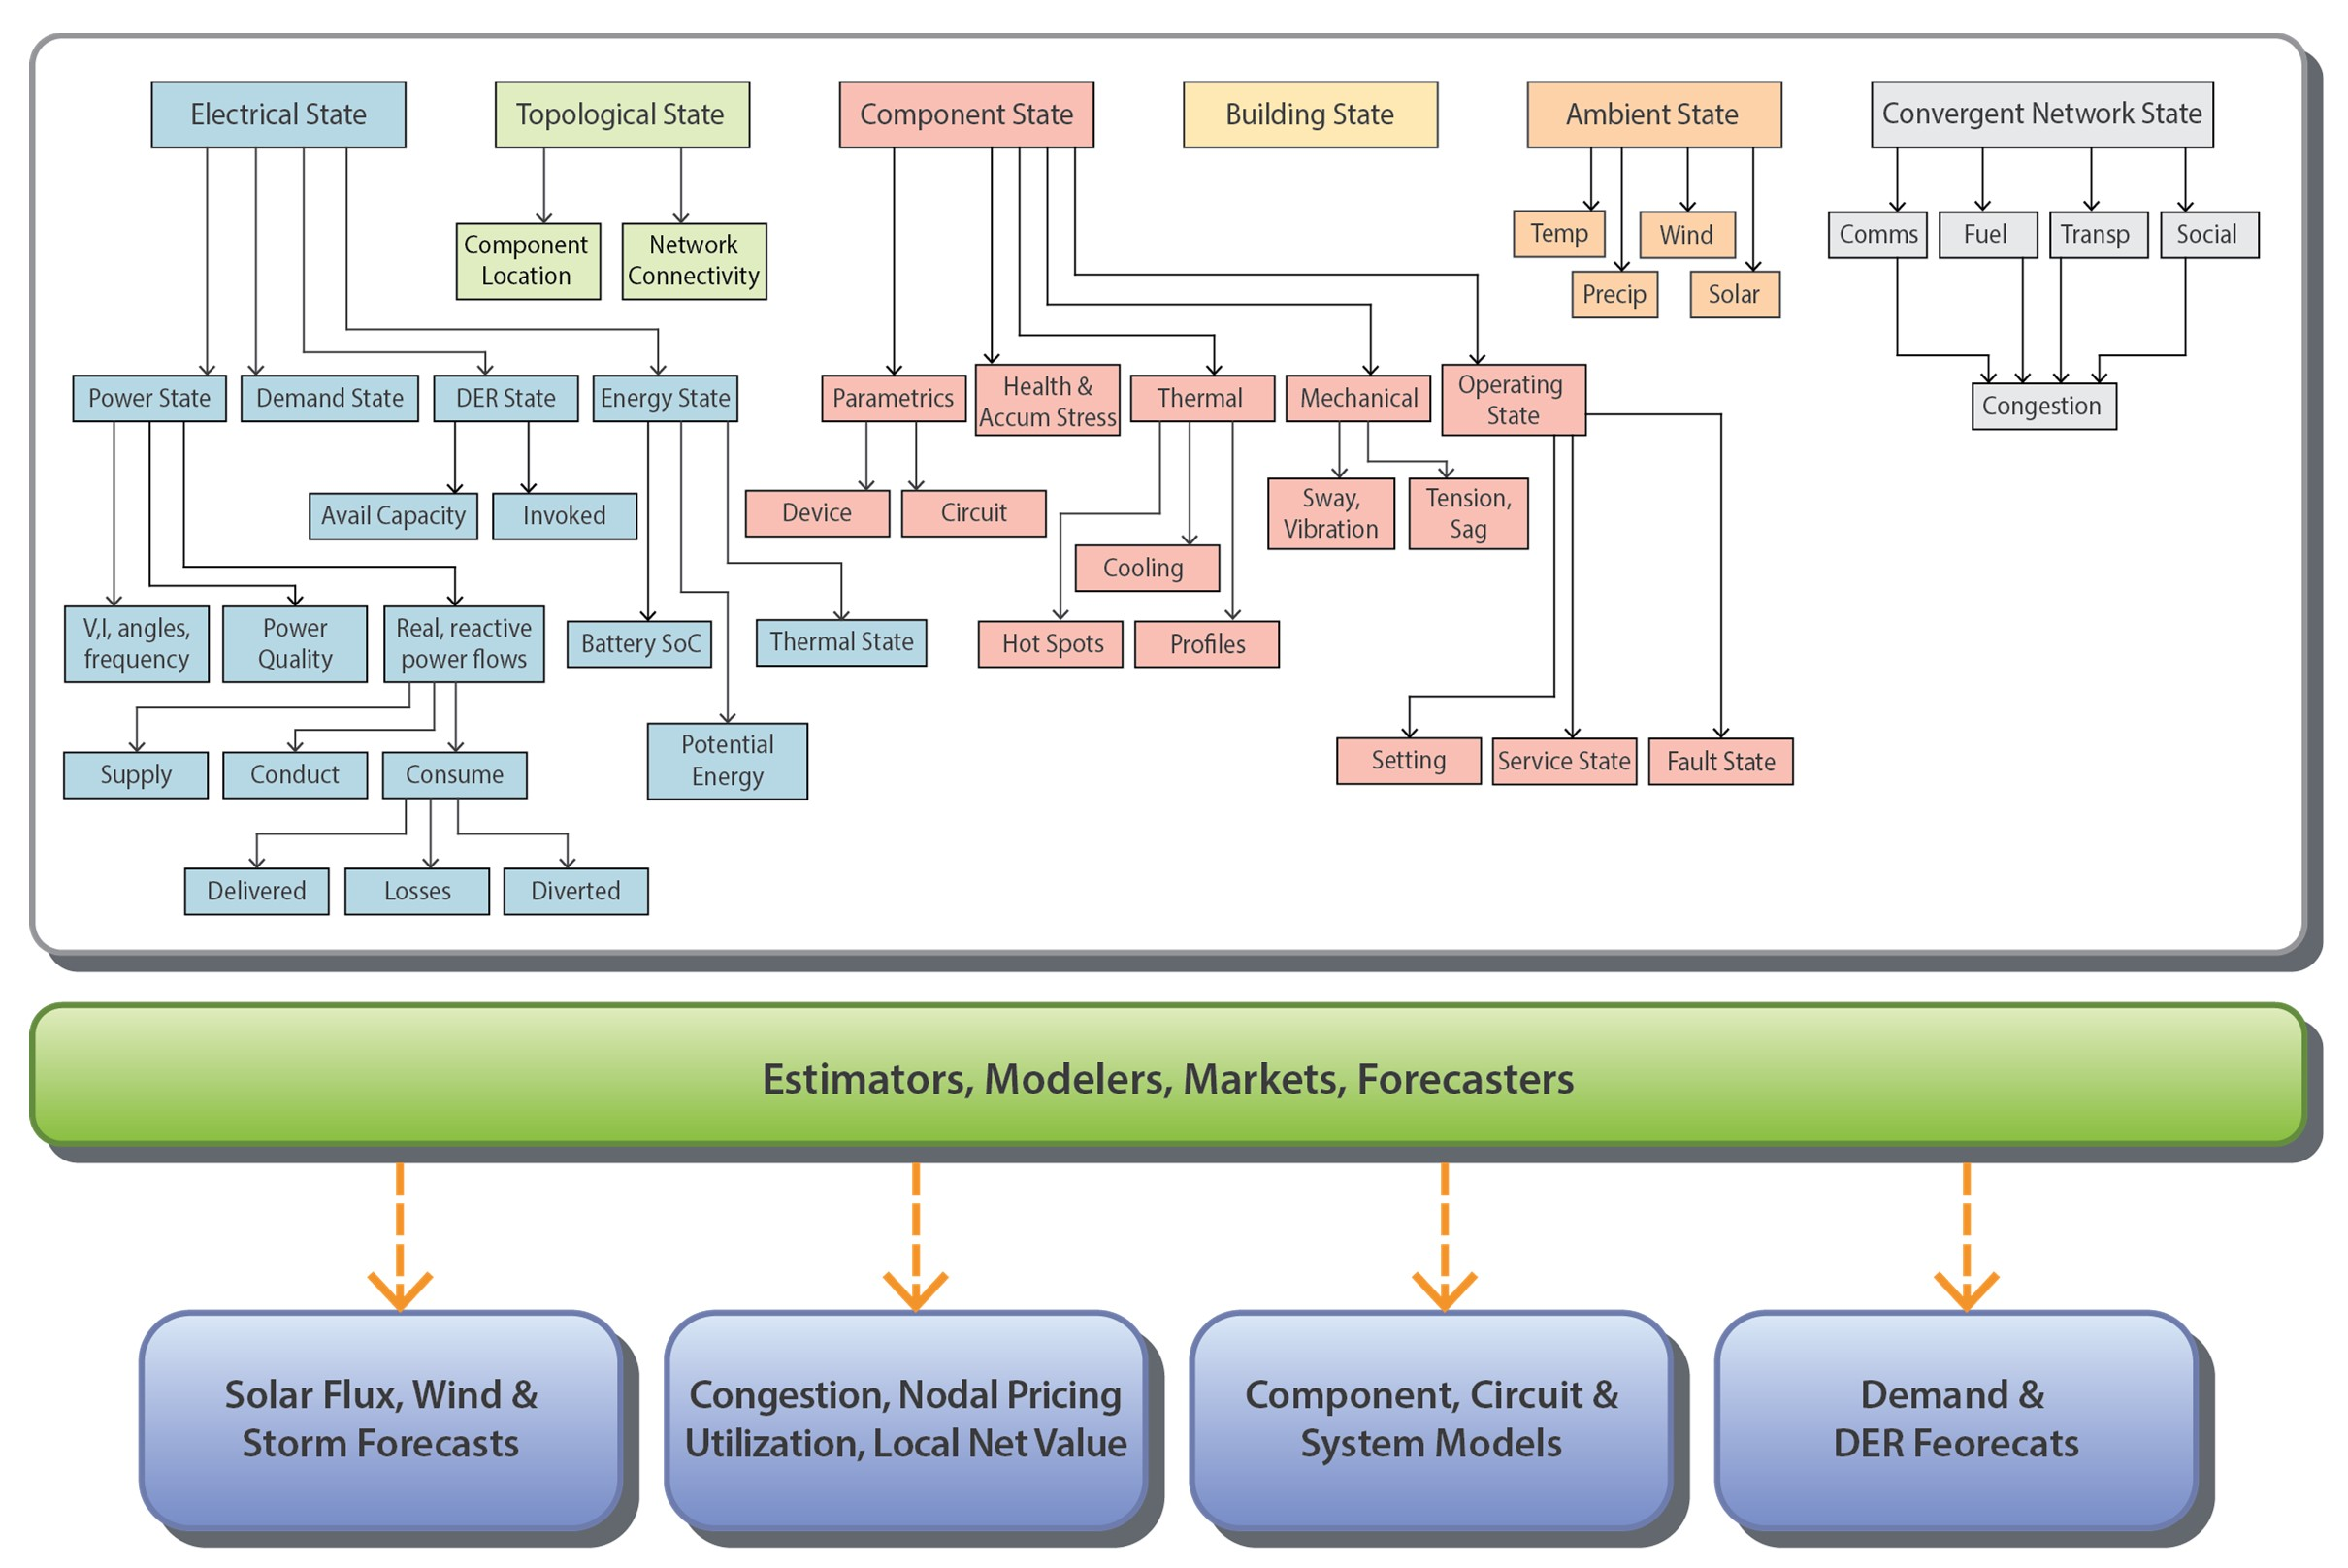 Electrical State
Topological State
Component State
Building State
Ambient State
Convergent Network State
Component
Location
Network
Connectivity
Temp
Wind
Precip
Solar
Comms
Fuel
Transp
Social
Congestion
Power State
Demand State
DER State
Energy State
Parametrics
Health &
Accum Stress
Thermal
Mechanical
Operating
State
Avail Capacity
Invoked
Device
Circuit
Cooling
Sway,
Vibration
Tension,
Sag
V,I, angles,
frequency
Power
Quality
Real, reactive
power flows
Battery SoC
Thermal State
Hot Spots
Profiles
Supply
Conduct
Consume
Potential
Energy
Setting
Service State
Fault State
Delivered
Losses
Diverted
Estimators, Modelers, Markets, Forecasters
Solar Flux, Wind &
Storm Forecasts
Congestion, Nodal Pricing
Utilization, Local Net Value
Component, Circuit &
System Models
Demand &
DER Feorecats